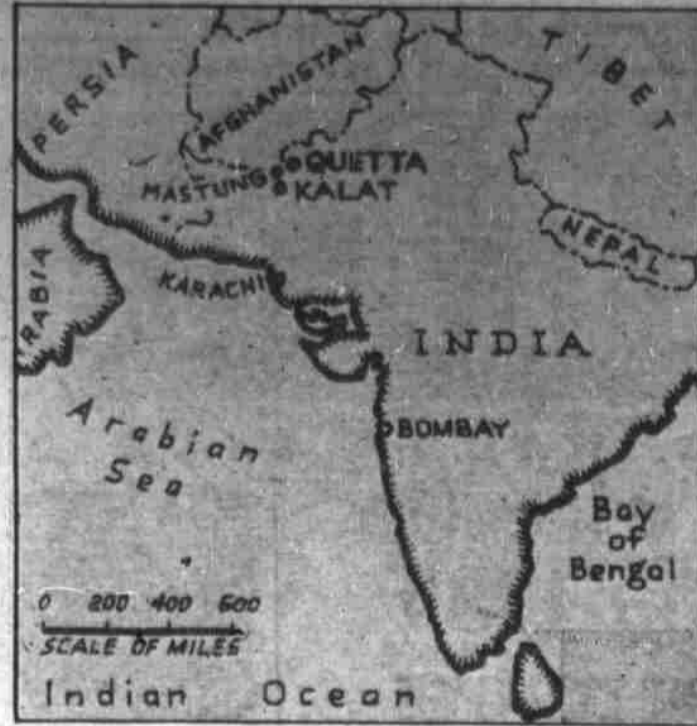 PERSIA
AFGHANISTAN
TIBET
QUETTA
MASTUNG
KALAT
NEPAL
KARACHI
ARABIA
INDIA
Arabian
Sea
BOMBAY
Bay
of
Bengal
0 200 400 600
SCALE OF MILES
Indian Ocean